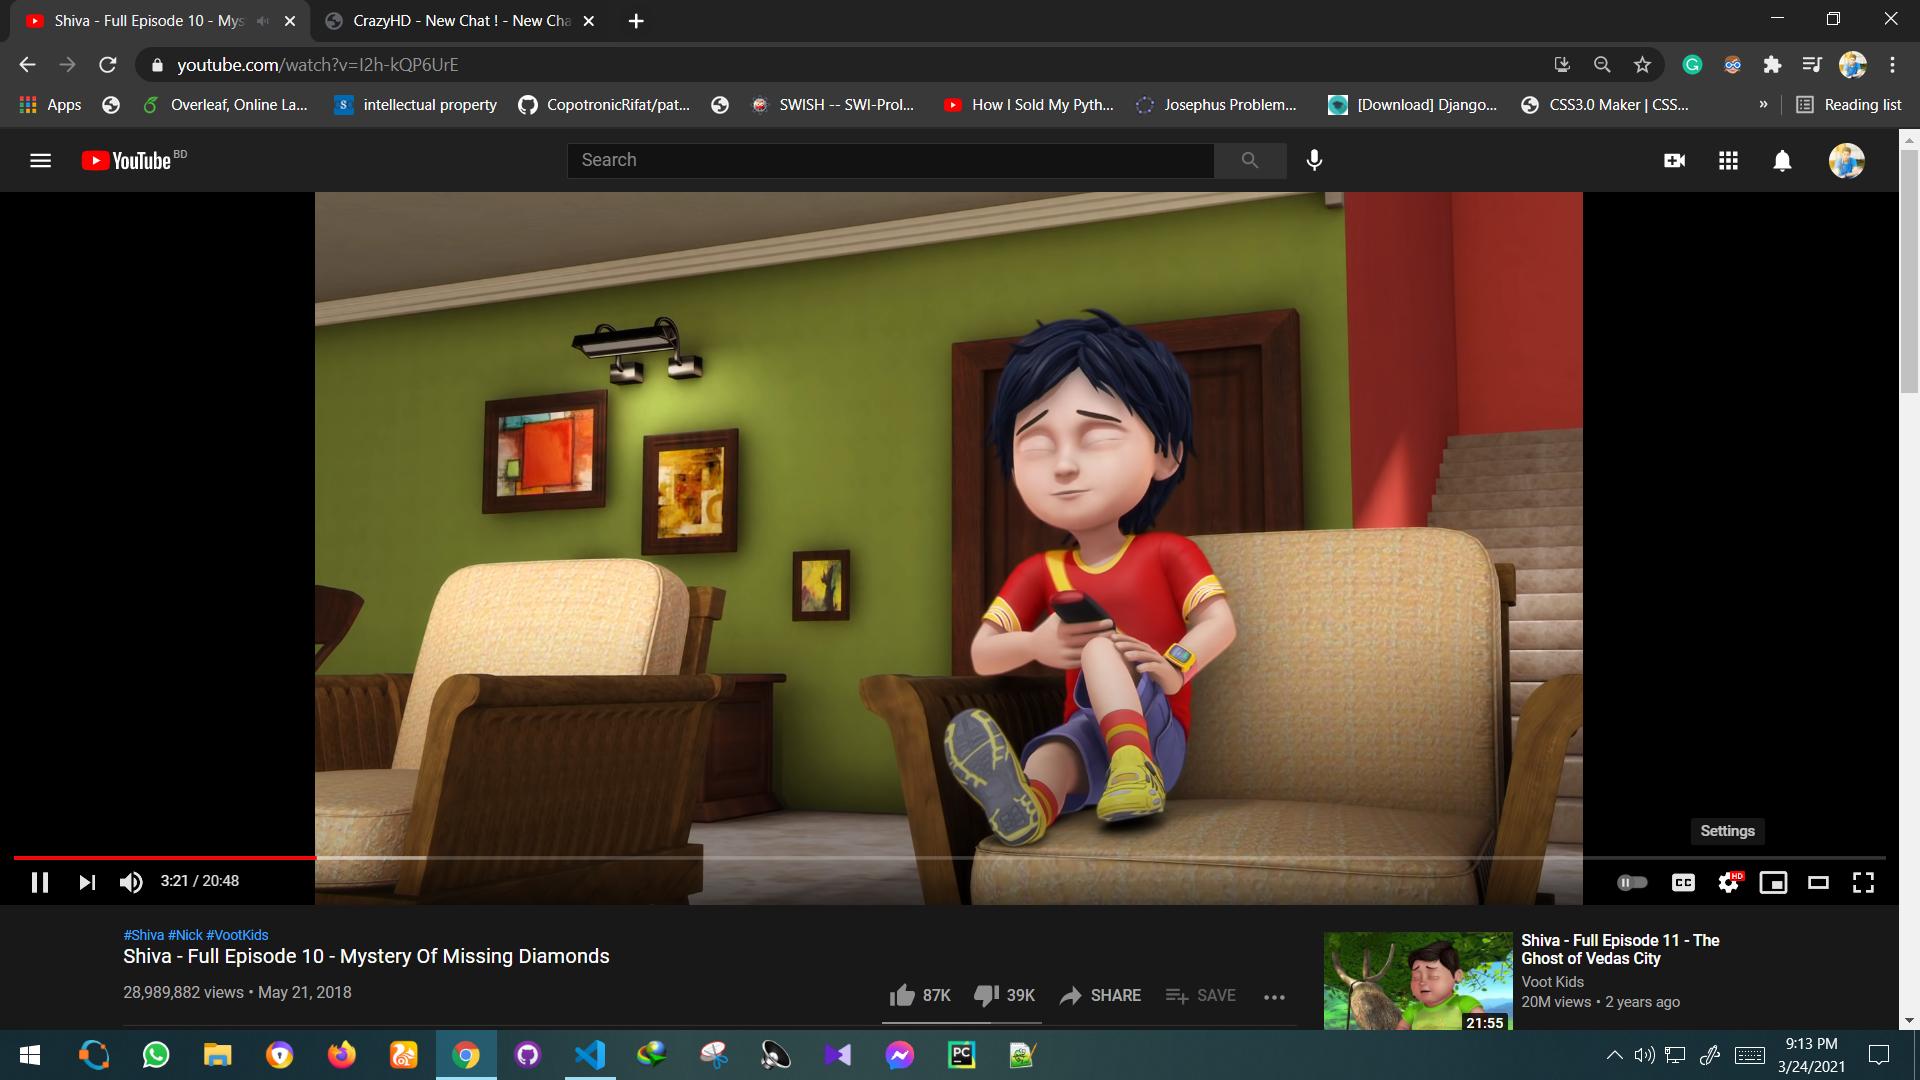 Shiva - Full Episode 10 - Mys
CrazyHD - New Chat ! - New Cha
youtube.com/watch?v=I2h-kQP6UrE
Apps
Overleaf, Online La...
intellectual property
CopotronicRifat/pat...
SWISH -- SWI-Prol...
How I Sold My Pyth...
Josephus Problem...
[Download] Django...
CSS3.0 Maker | CSS...
»
Reading list
YouTube BD
Search
Settings
3:21 / 20:48
CC
HD
#Shiva #Nick #VootKids
Shiva - Full Episode 10 - Mystery Of Missing Diamonds
28,989,882 views • May 21, 2018
87K
39K
SHARE
SAVE
Shiva - Full Episode 11 - The
Ghost of Vedas City
Voot Kids
20M views • 2 years ago
21:55
PC
9:13 PM
3/24/2021